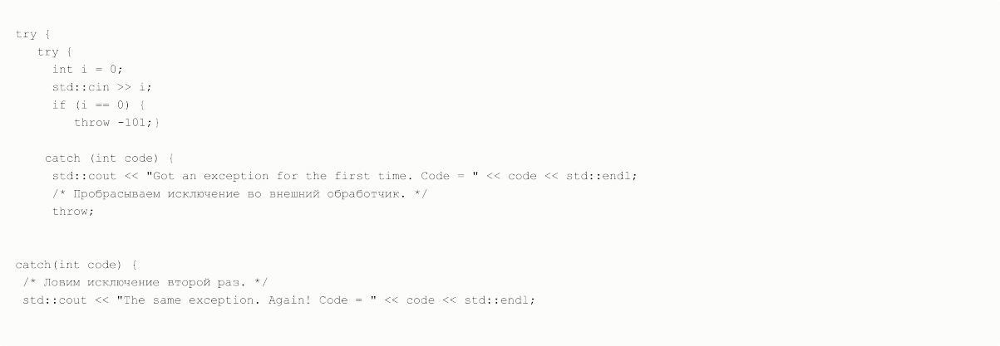 try {
try {
int i = 0;
std::cin >> i;
if (i == 0) {
throw -101;}
catch (int code) {
std::cout << "Got an exception for the first time. Code = " << code << std::endl;
/* Пробрасываем исключение во внешний обработчик. */
throw;
catch(int code) {
/* Ловим исключение второй раз. */
std::cout << "The same exception. Again! Code = " << code << std::endl;